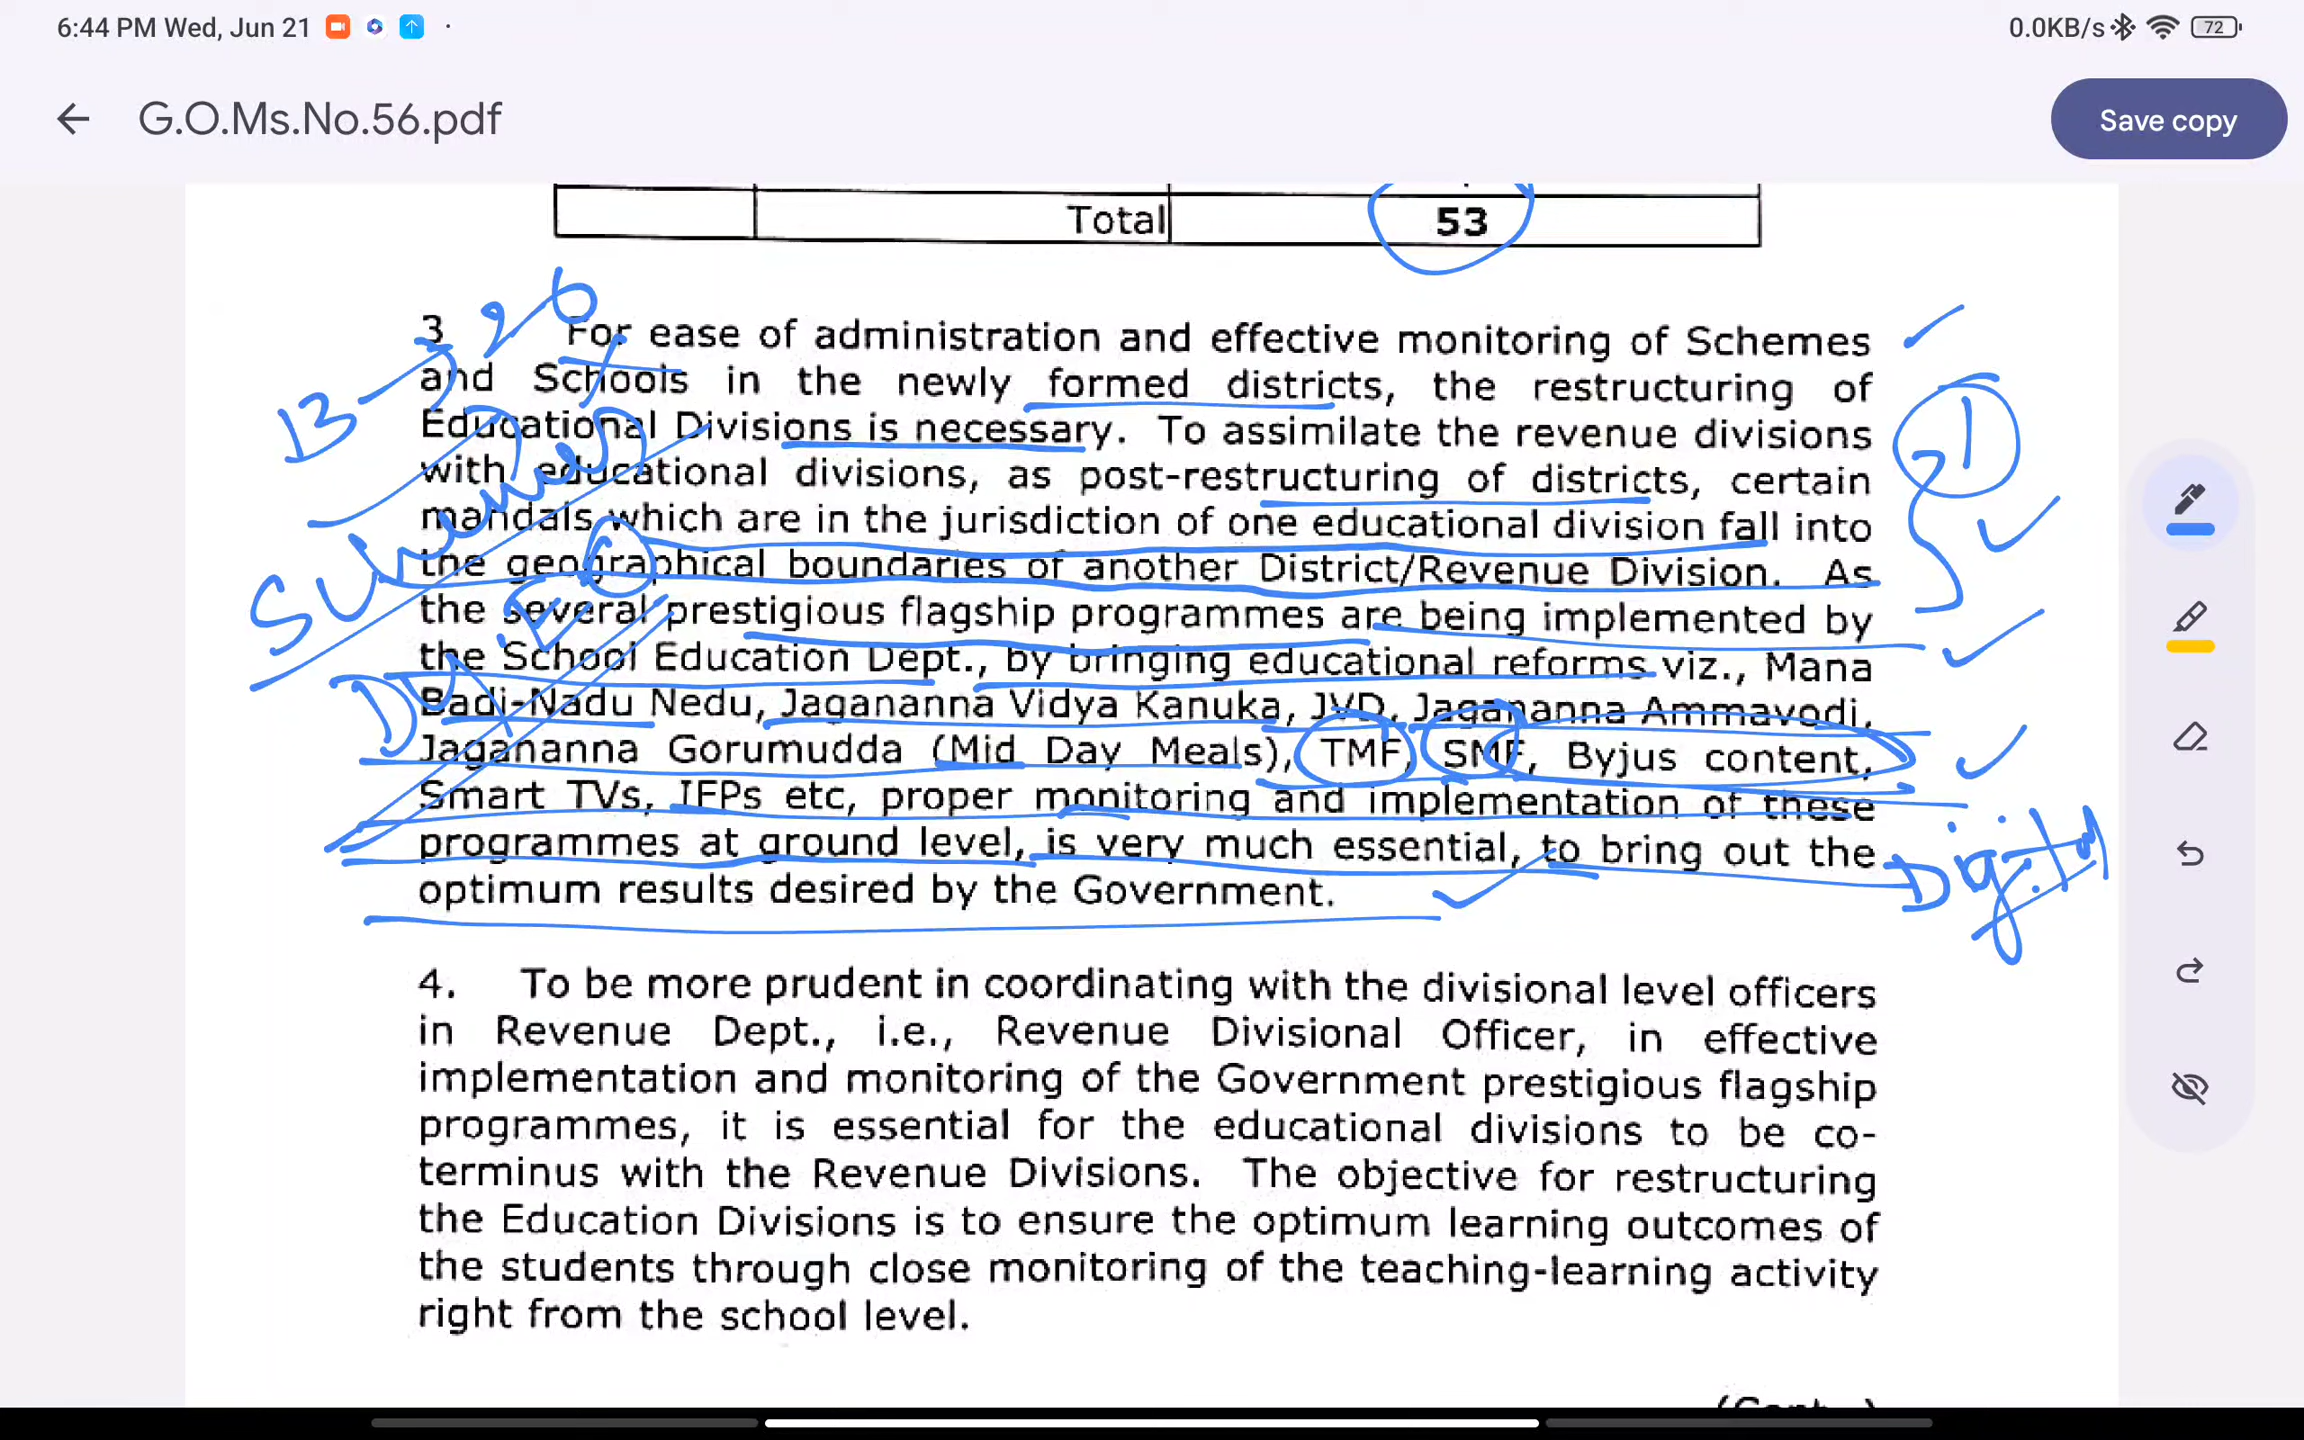 6:44 PM Wed, Jun 21
0.0KB/s 72
G.O.Ms.No.56.pdf
Save copy
Total 53
13 → 26
3 For ease of administration and effective monitoring of Schemes
and Schools in the newly formed districts, the restructuring of
Educational Divisions is necessary. To assimilate the revenue divisions
with educational divisions, as post-restructuring of districts, certain
mandals which are in the jurisdiction of one educational division fall into
the geographical boundaries of another District/Revenue Division. As
the several prestigious flagship programmes are being implemented by
the School Education Dept., by bringing educational reforms viz., Mana
Badi-Nadu Nedu, Jagananna Vidya Kanuka, JVD, Jagananna Ammavodi,
Jagananna Gorumudda (Mid Day Meals), TMF, SMF, Byjus content,
Smart TVs, IFPs etc, proper monitoring and implementation of these
programmes at ground level, is very much essential, to bring out the
optimum results desired by the Government.
Schemes
1
Digital
4. To be more prudent in coordinating with the divisional level officers
in Revenue Dept., i.e., Revenue Divisional Officer, in effective
implementation and monitoring of the Government prestigious flagship
programmes, it is essential for the educational divisions to be co-
terminus with the Revenue Divisions. The objective for restructuring
the Education Divisions is to ensure the optimum learning outcomes of
the students through close monitoring of the teaching-learning activity
right from the school level.